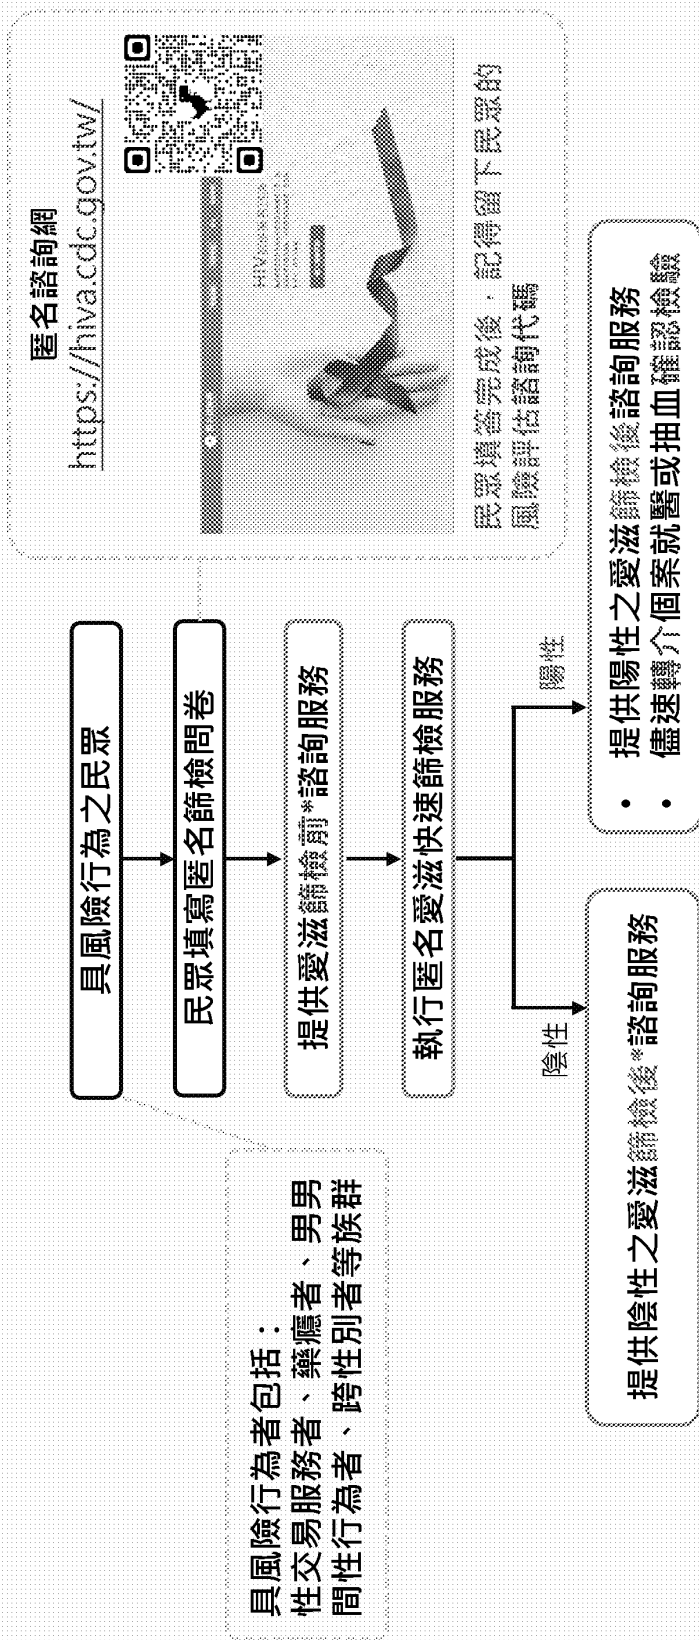 具風險行為之民眾
民眾填寫匿名篩檢問卷
提供愛滋篩檢前*諮詢服務
執行匿名愛滋快速篩檢服務
陰性
陽性
提供陰性之愛滋篩檢後*諮詢服務
• 提供陽性之愛滋篩檢後諮詢服務
• 儘速轉介個案就醫或抽血確認檢驗
具風險行為者包括：
性交易服務者、藥癮者、男男
間性行為者、跨性別者等族群
匿名諮詢網
https://hiva.cdc.gov.tw/
民眾填答完成後，記得留下民眾的
風險評估諮詢代碼